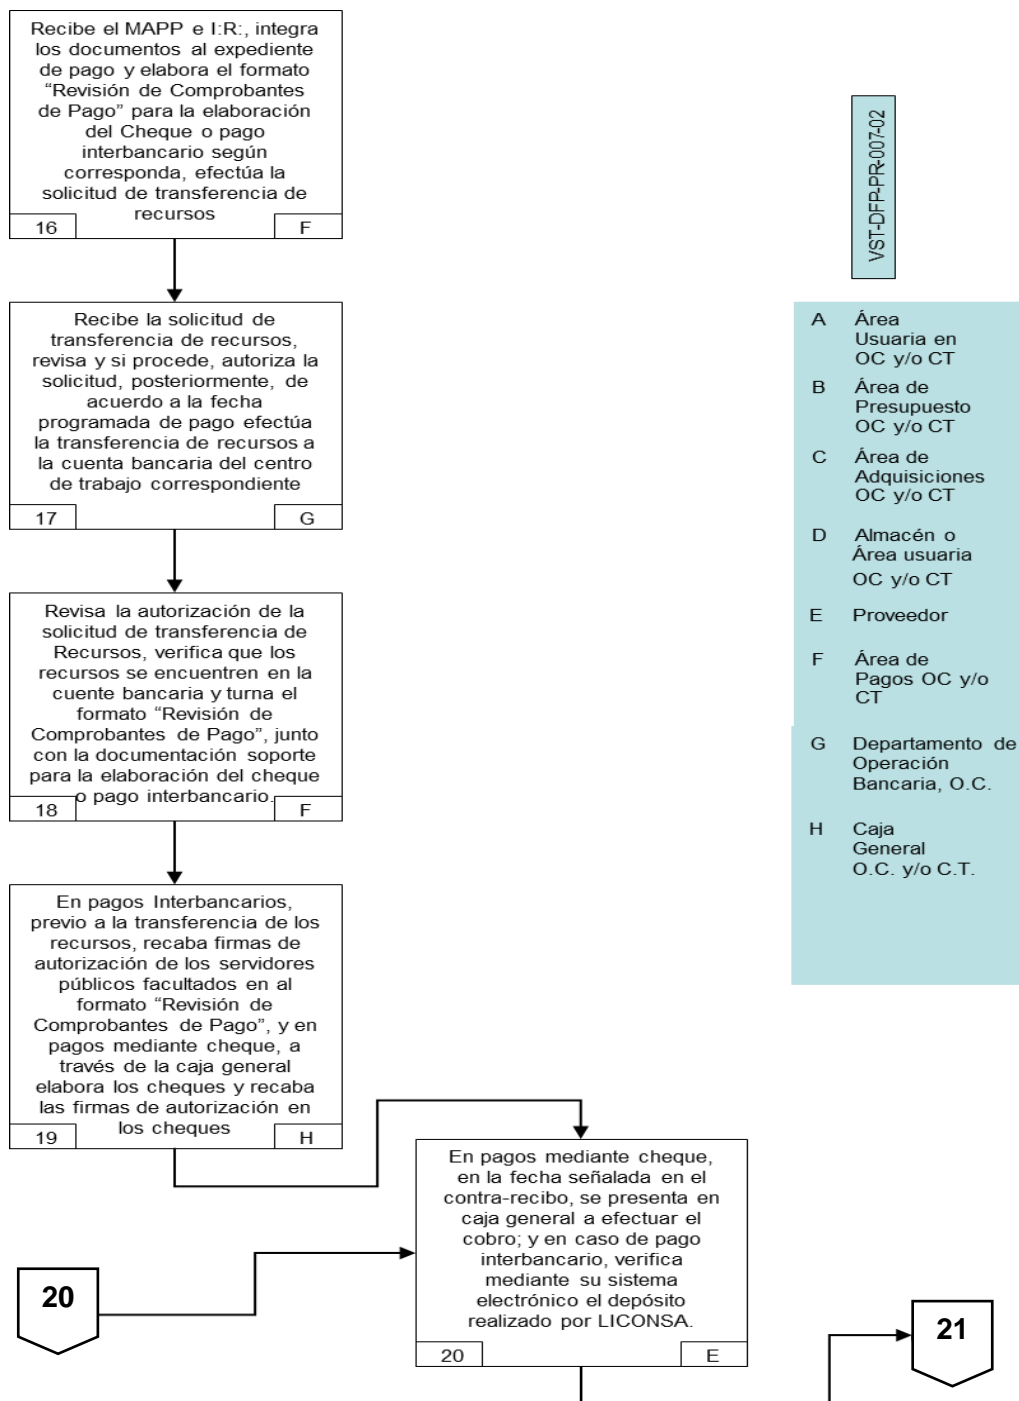 Recibe el MAPP e I:R:, integra
los documentos al expediente
de pago y elabora el formato
“Revisión de Comprobantes
de Pago” para la elaboración
del Cheque o pago
interbancario según
corresponda, efectúa la
solicitud de transferencia de
recursos
16
F
Recibe la solicitud de
transferencia de recursos,
revisa y si procede, autoriza la
solicitud, posteriormente, de
acuerdo a la fecha
programada de pago efectúa
la transferencia de recursos a
la cuenta bancaria del centro
de trabajo correspondiente
17
G
Revisa la autorización de la
solicitud de transferencia de
Recursos, verifica que los
recursos se encuentren en la
cuente bancaria y turna el
formato “Revisión de
Comprobantes de Pago”, junto
con la documentación soporte
para la elaboración del cheque
o pago interbancario.
18
F
En pagos Interbancarios,
previo a la transferencia de los
recursos, recaba firmas de
autorización de los servidores
públicos facultados en al
formato “Revisión de
Comprobantes de Pago”, y en
pagos mediante cheque, a
través de la caja general
elabora los cheques y recaba
las firmas de autorización en
los cheques
19
H
En pagos mediante cheque,
en la fecha señalada en el
contra-recibo, se presenta en
caja general a efectuar el
cobro; y en caso de pago
interbancario, verifica
mediante su sistema
electrónico el depósito
realizado por LICONSA.
20
E
20
21
VST-DFP-PR-007-02
A Área
Usuaria en
OC y/o CT
B Área de
Presupuesto
OC y/o CT
C Área de
Adquisiciones
OC y/o CT
D Almacén o
Área usuaria
OC y/o CT
E Proveedor
F Área de
Pagos OC y/o
CT
G Departamento de
Operación
Bancaria, O.C.
H Caja
General
O.C. y/o C.T.